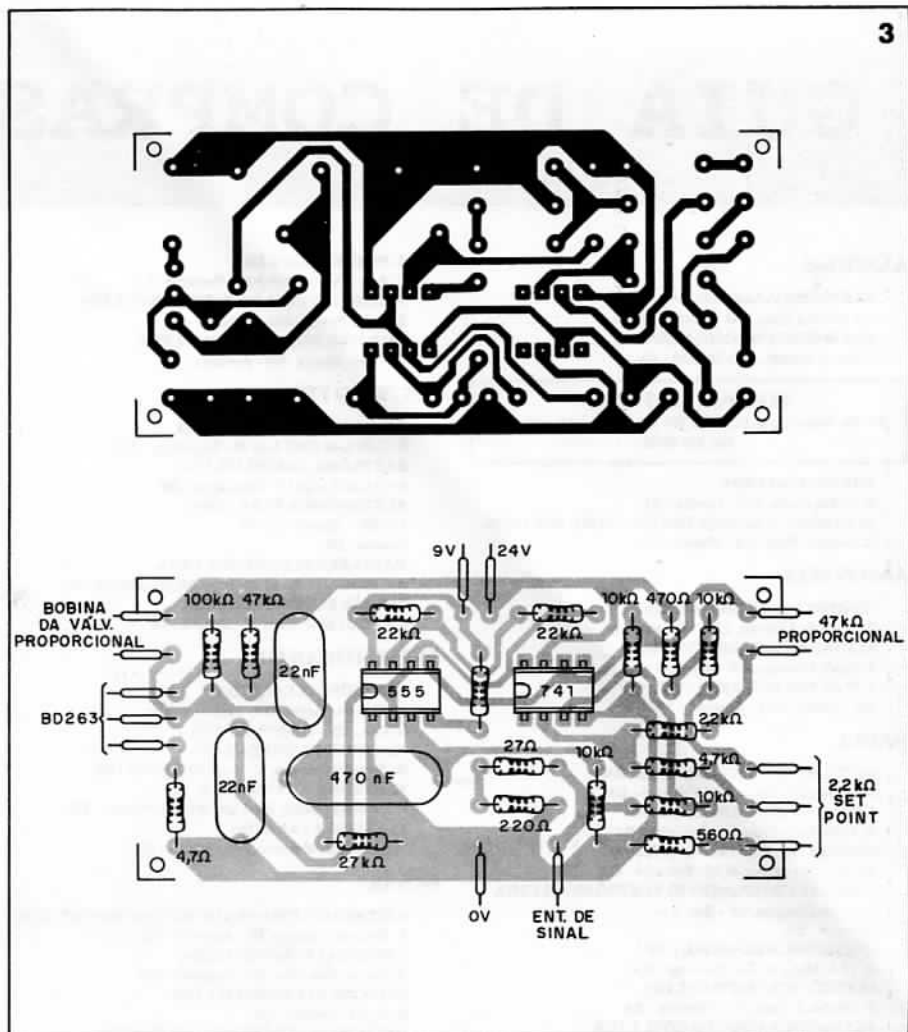 3
9V
24V
BOBINA
DA VÁLV.
PROPORCIONAL
100kΩ
47kΩ
22kΩ
22kΩ
10kΩ
470Ω
10kΩ
47kΩ
PROPORCIONAL
22nF
555
741
BD263
22kΩ
27Ω
10kΩ
4,7kΩ
22nF
470 nF
2,2kΩ
SET
POINT
220Ω
10kΩ
4,7Ω
27kΩ
560Ω
0V
ENT. DE
SINAL